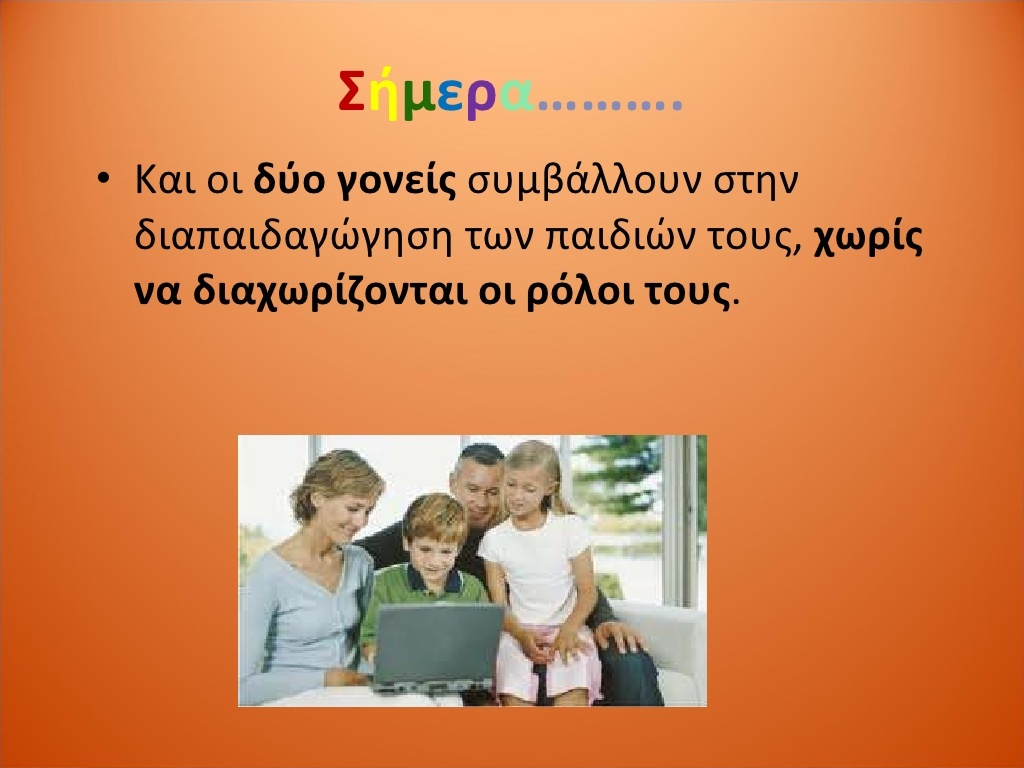 Σήμερα……….
• Και οι δύο γονείς συμβάλλουν στην
διαπαιδαγώγηση των παιδιών τους, χωρίς
να διαχωρίζονται οι ρόλοι τους.